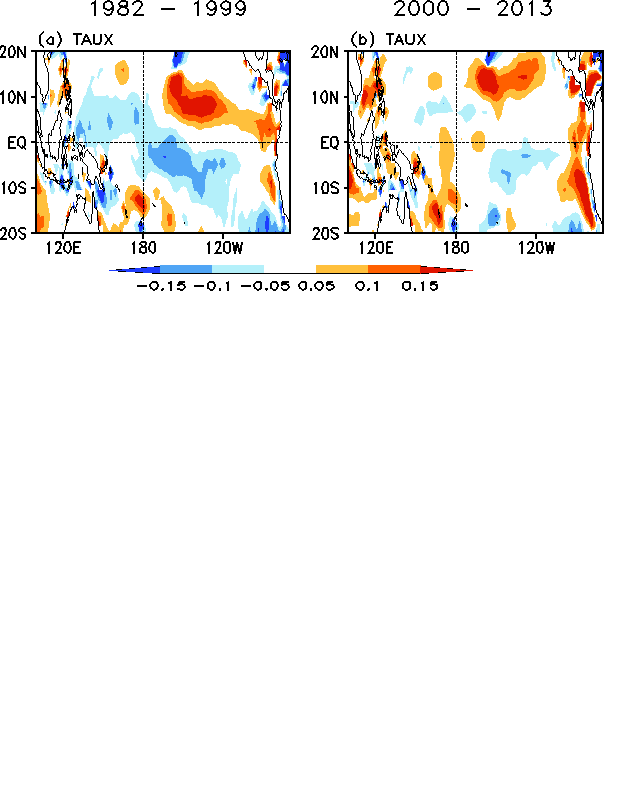 1982 − 1999 2000 − 2013
(a) TAUX (b) TAUX
20N 20N
10N 10N
EQ EQ
10S 10S
20S 20S
120E 180 120W 120E 180 120W
−0.15 −0.1 −0.05 0.05 0.1 0.15